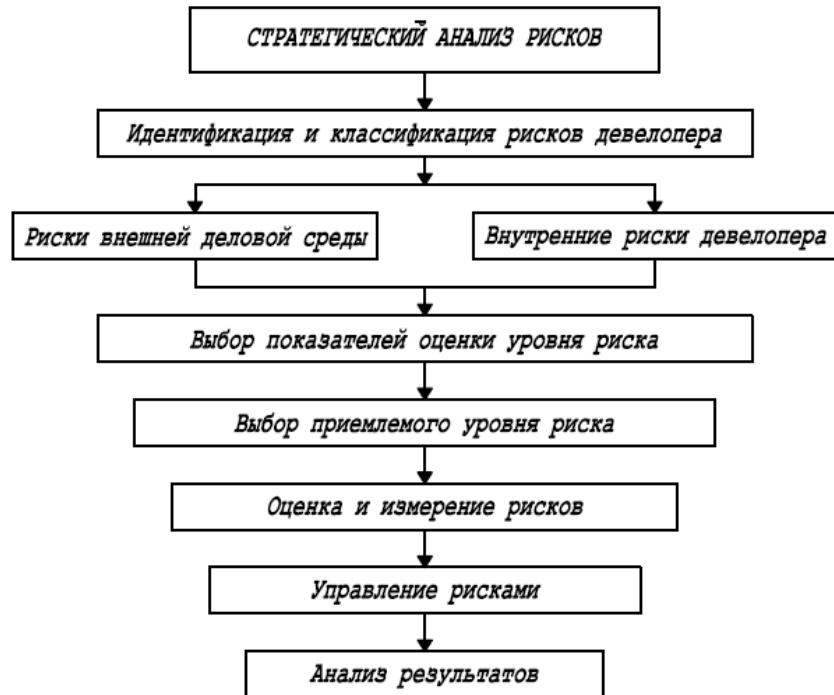 СТРАТЕГИЧЕСКИЙ АНАЛИЗ РИСКОВ
Идентификация и классификация рисков девелопера
Риски внешней деловой среды
Внутренние риски девелопера
Выбор показателей оценки уровня риска
Выбор приемлемого уровня риска
Оценка и измерение рисков
Управление рисками
Анализ результатов